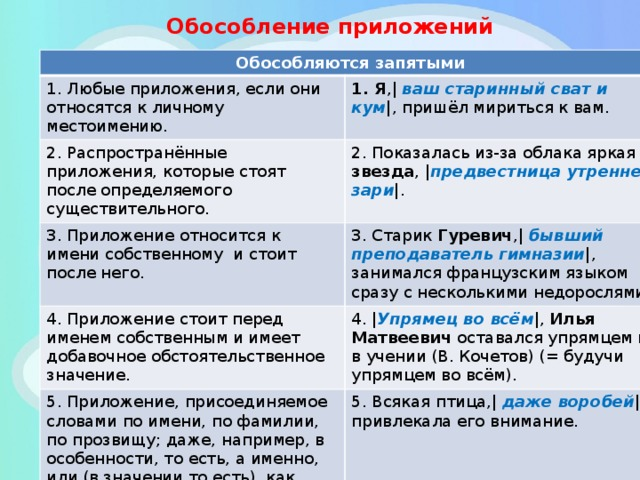 Обособление приложений
Обособляются запятыми
1. Любые приложения, если они
относятся к личному
местоимению.
1. Я,| ваш старинный сват и
кум|, пришёл мириться к вам.
2. Распространённые
приложения, которые стоят
после определяемого
существительного.
2. Показалась из-за облака яркая
звезда, |предвестница утренне
зари|.
3. Приложение относится к
имени собственному и стоит
после него.
3. Старик Гуревич,| бывший
преподаватель гимназии|,
занимался французским языком
сразу с несколькими недорослями
4. Приложение стоит перед
именем собственным и имеет
добавочное обстоятельственное
значение.
4. |Упрямец во всём|, Илья
Матвеевич оставался упрямцем
в учении (В. Кочетов) (= будучи
упрямцем во всём).
5. Приложение, присоединяемое
словами по имени, по фамилии,
по прозвищу; даже, например, в
особенности, то есть, а именно,
или (в значении то есть), как
5. Всякая птица,| даже воробей|
привлекала его внимание.